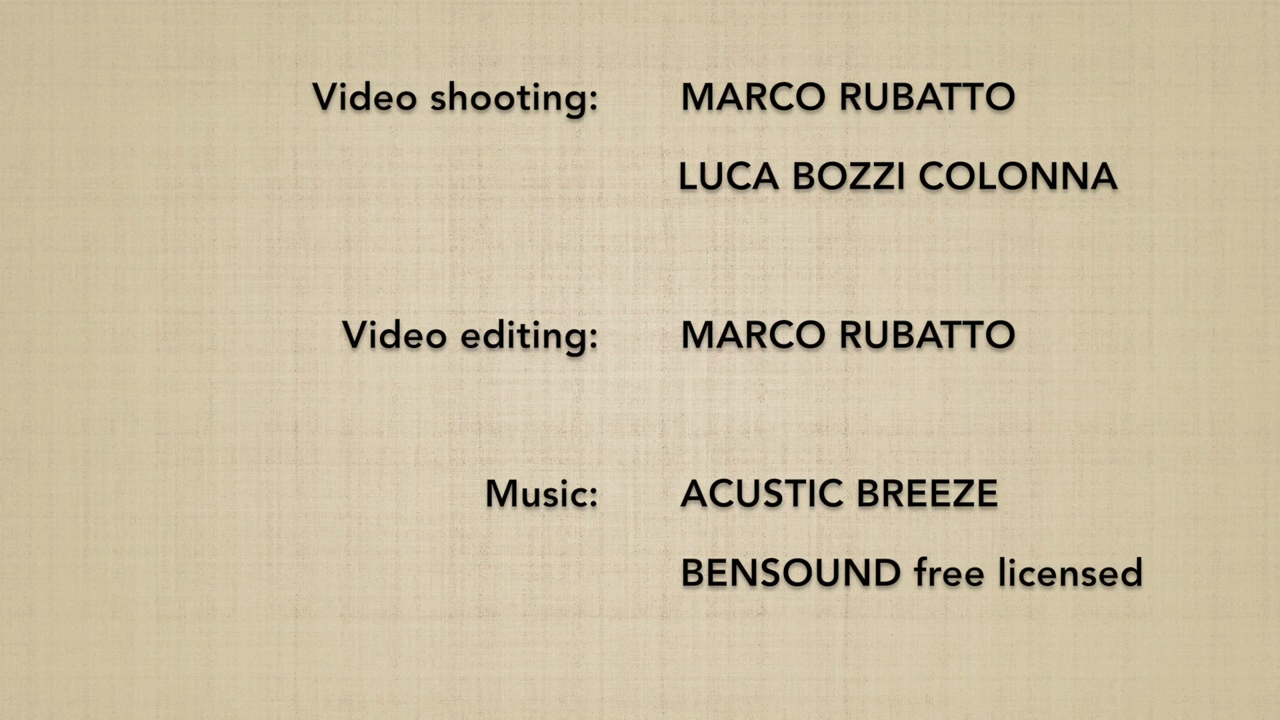 Video shooting: MARCO RUBATTO
LUCA BOZZI COLONNA
Video editing: MARCO RUBATTO
Music: ACUSTIC BREEZE
BENSOUND free licensed